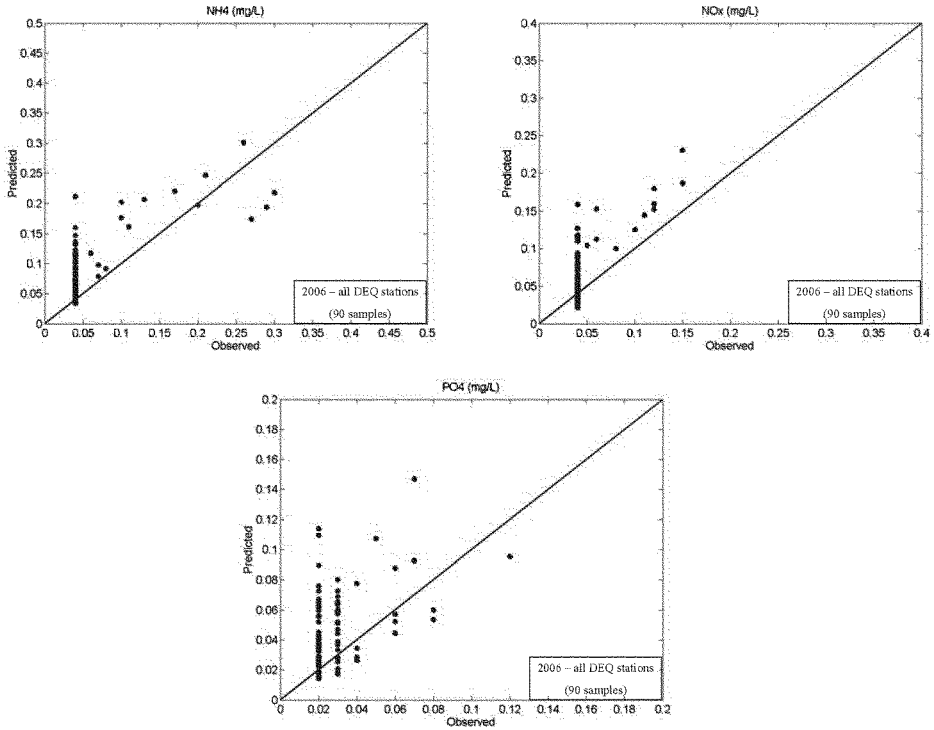 NH4 (mg/L)
0.5
0.45
0.4
0.35
0.3
0.25
0.2
0.15
0.1
0.05
0
Predicted
2006 – all DEQ stations
(90 samples)
0 0.05 0.1 0.15 0.2 0.25 0.3 0.35 0.4 0.45 0.5
Observed
NOx (mg/L)
0.4
0.35
0.3
0.25
0.2
0.15
0.1
0.05
0
Predicted
2006 – all DEQ stations
(90 samples)
0 0.05 0.1 0.15 0.2 0.25 0.3 0.35 0.4
Observed
PO4 (mg/L)
0.2
0.18
0.16
0.14
0.12
0.1
0.08
0.06
0.04
0.02
0
Predicted
2006 – all DEQ stations
(90 samples)
0 0.02 0.04 0.06 0.08 0.1 0.12 0.14 0.16 0.18 0.2
Observed